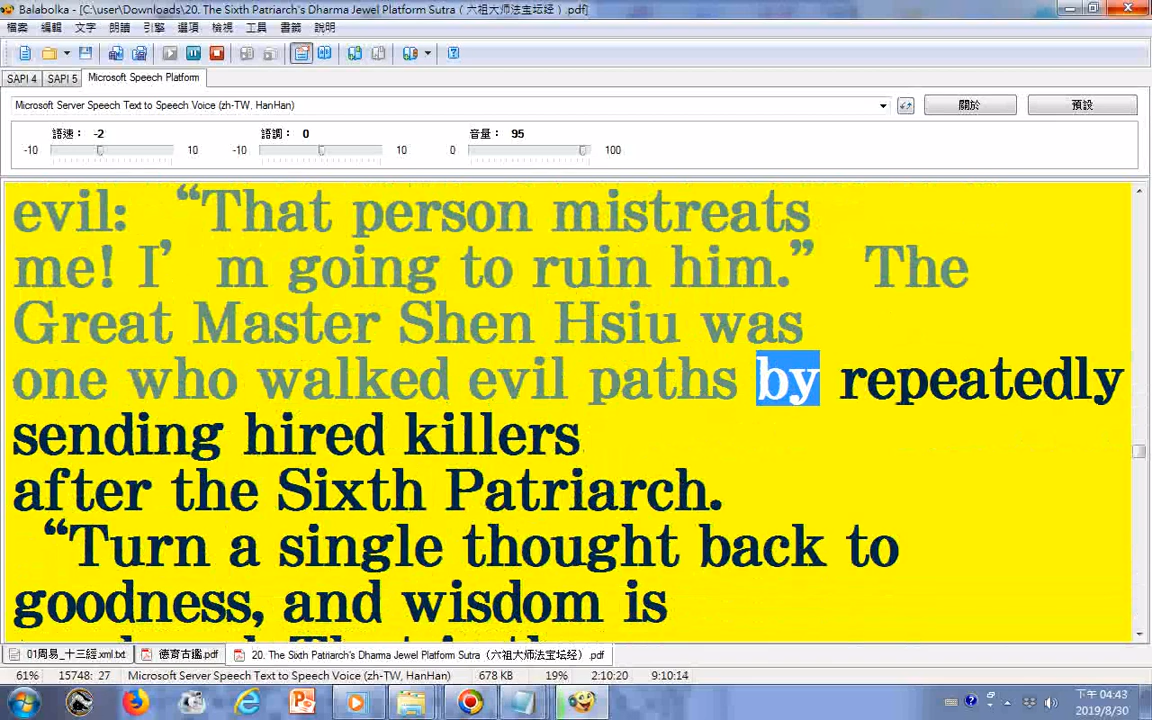 Balabolka - [C:\user\Downloads\20. The Sixth Patriarch's Dharma Jewel Platform Sutra（六祖大师法宝坛经）.pdf]
檔案 編輯 文字 朗讀 引擎 選項 檢視 工具 書籤 說明
SAPI 4 SAPI 5 Microsoft Speech Platform
Microsoft Server Speech Text to Speech Voice (zh-TW, HanHan) 關於 預設
語速： -2 語調： 0 音量： 95
-10 10 -10 10 0 100
evil: “That person mistreats
me! I’m going to ruin him.” The
Great Master Shen Hsiu was
one who walked evil paths by repeatedly
sending hired killers
after the Sixth Patriarch.
“Turn a single thought back to
goodness, and wisdom is
01周易_十三經.xml.txt 德育古鑑.pdf 20. The Sixth Patriarch's Dharma Jewel Platform Sutra（六祖大师法宝坛经）.pdf
61% 15748: 27 Microsoft Server Speech Text to Speech Voice (zh-TW, HanHan) 678 KB 19% 2:10:20 9:10:14
下午 04:43
2019/8/30